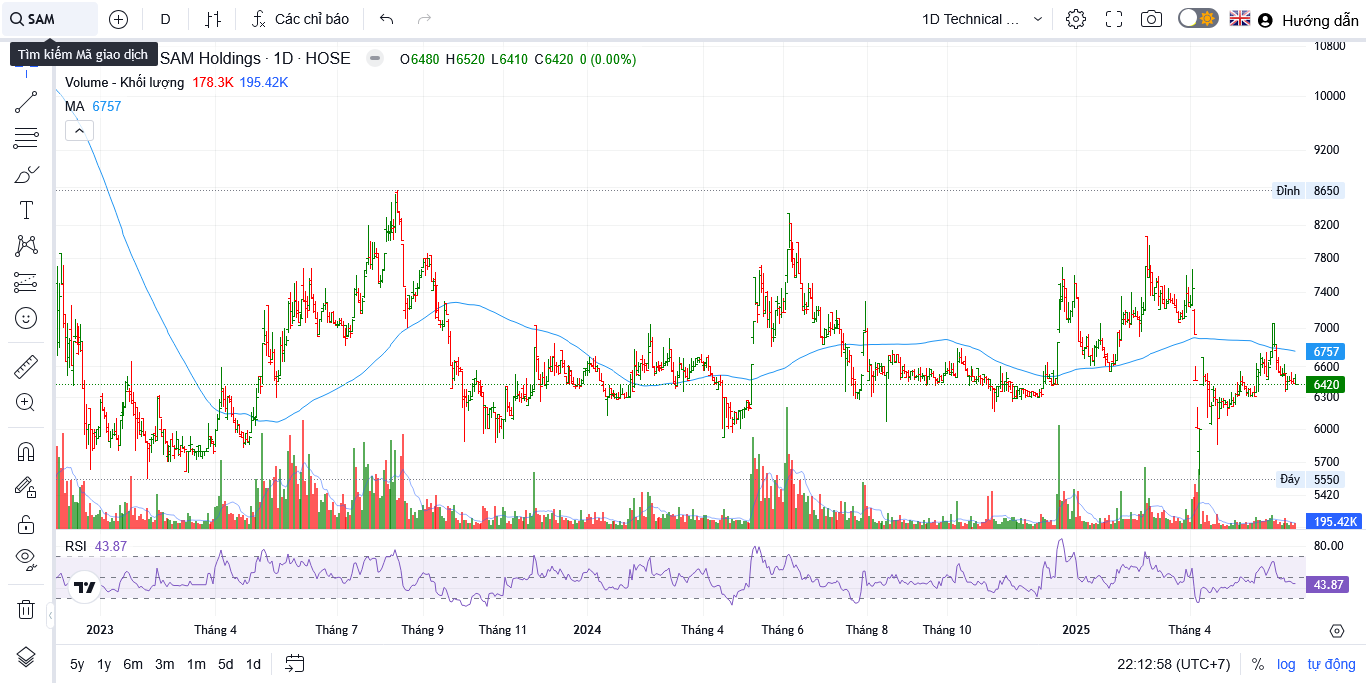 SAM D Các chỉ báo 1D Technical ... Hướng dẫn
Tìm kiếm Mã giao dịch
SAM Holdings · 1D · HOSE O6480 H6520 L6410 C6420 0 (0.00%)
Volume - Khối lượng 178.3K 195.42K
MA 6757
10800
10000
9200
Đỉnh 8650
8200
7800
7400
7000
6757
6600
6420
6300
6000
5700
Đáy 5550
5420
195.42K
RSI 43.87
80.00
43.87
2023 Tháng 4 Tháng 7 Tháng 9 Tháng 11 2024 Tháng 4 Tháng 6 Tháng 8 Tháng 10 2025 Tháng 4
5y 1y 6m 3m 1m 5d 1d 22:12:58 (UTC+7) % log tự động